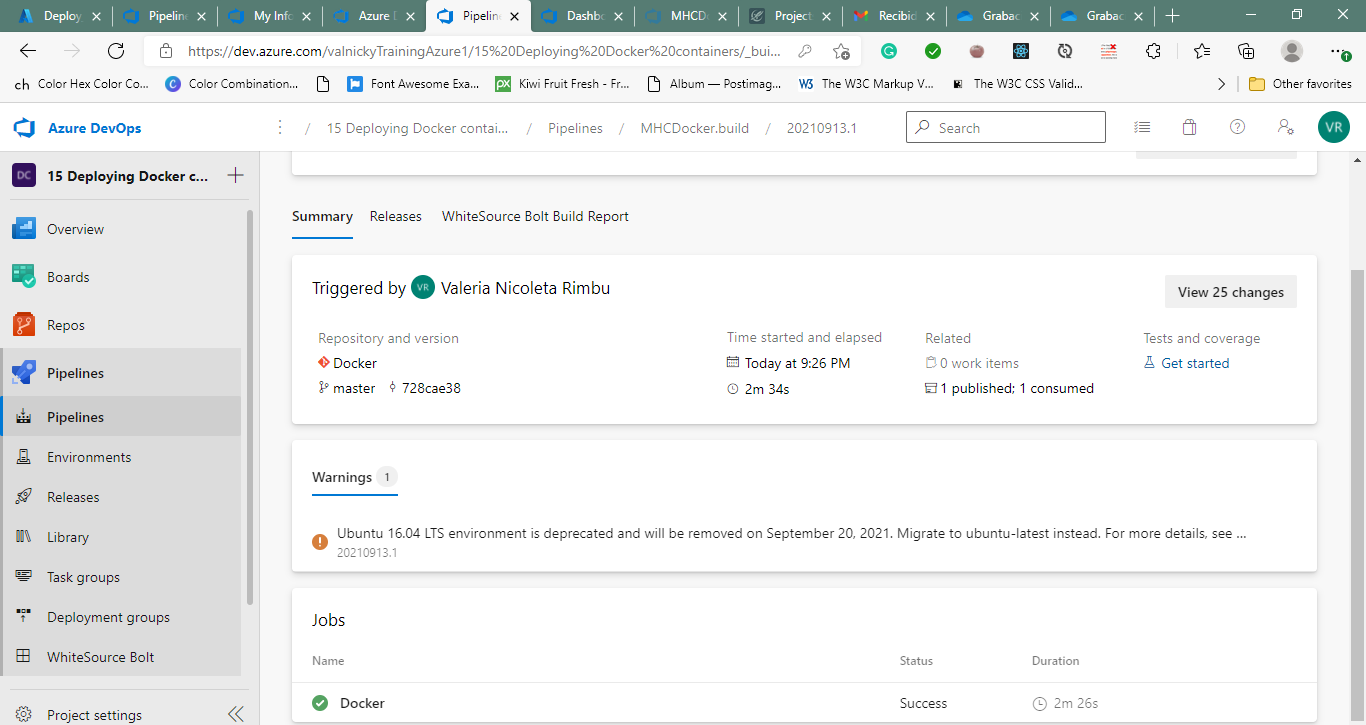 Deploy
Pipeline
My Info
Azure D
Pipeline
Dashbo
MHCDo
Project
Recibid
Grabac
Grabac
https://dev.azure.com/valnickyTrainingAzure1/15%20Deploying%20Docker%20containers/_bui...
ch Color Hex Color Co...
C Color Combination...
Font Awesome Exa...
px Kiwi Fruit Fresh - Fr...
Album — Postimag...
W3 The W3C Markup V...
The W3C CSS Valid...
Other favorites
Azure DevOps
/ 15 Deploying Docker contai... / Pipelines / MHCDocker.build / 20210913.1
Search
VR
DC 15 Deploying Docker c...
Overview
Boards
Repos
Pipelines
Pipelines
Environments
Releases
Library
Task groups
Deployment groups
WhiteSource Bolt
Project settings
Summary Releases WhiteSource Bolt Build Report
Triggered by VR Valeria Nicoleta Rimbu
View 25 changes
Repository and version
Docker
master 728cae38
Time started and elapsed
Today at 9:26 PM
2m 34s
Related
0 work items
1 published; 1 consumed
Tests and coverage
Get started
Warnings 1
Ubuntu 16.04 LTS environment is deprecated and will be removed on September 20, 2021. Migrate to ubuntu-latest instead. For more details, see ...
20210913.1
Jobs
Name Status Duration
Docker Success 2m 26s